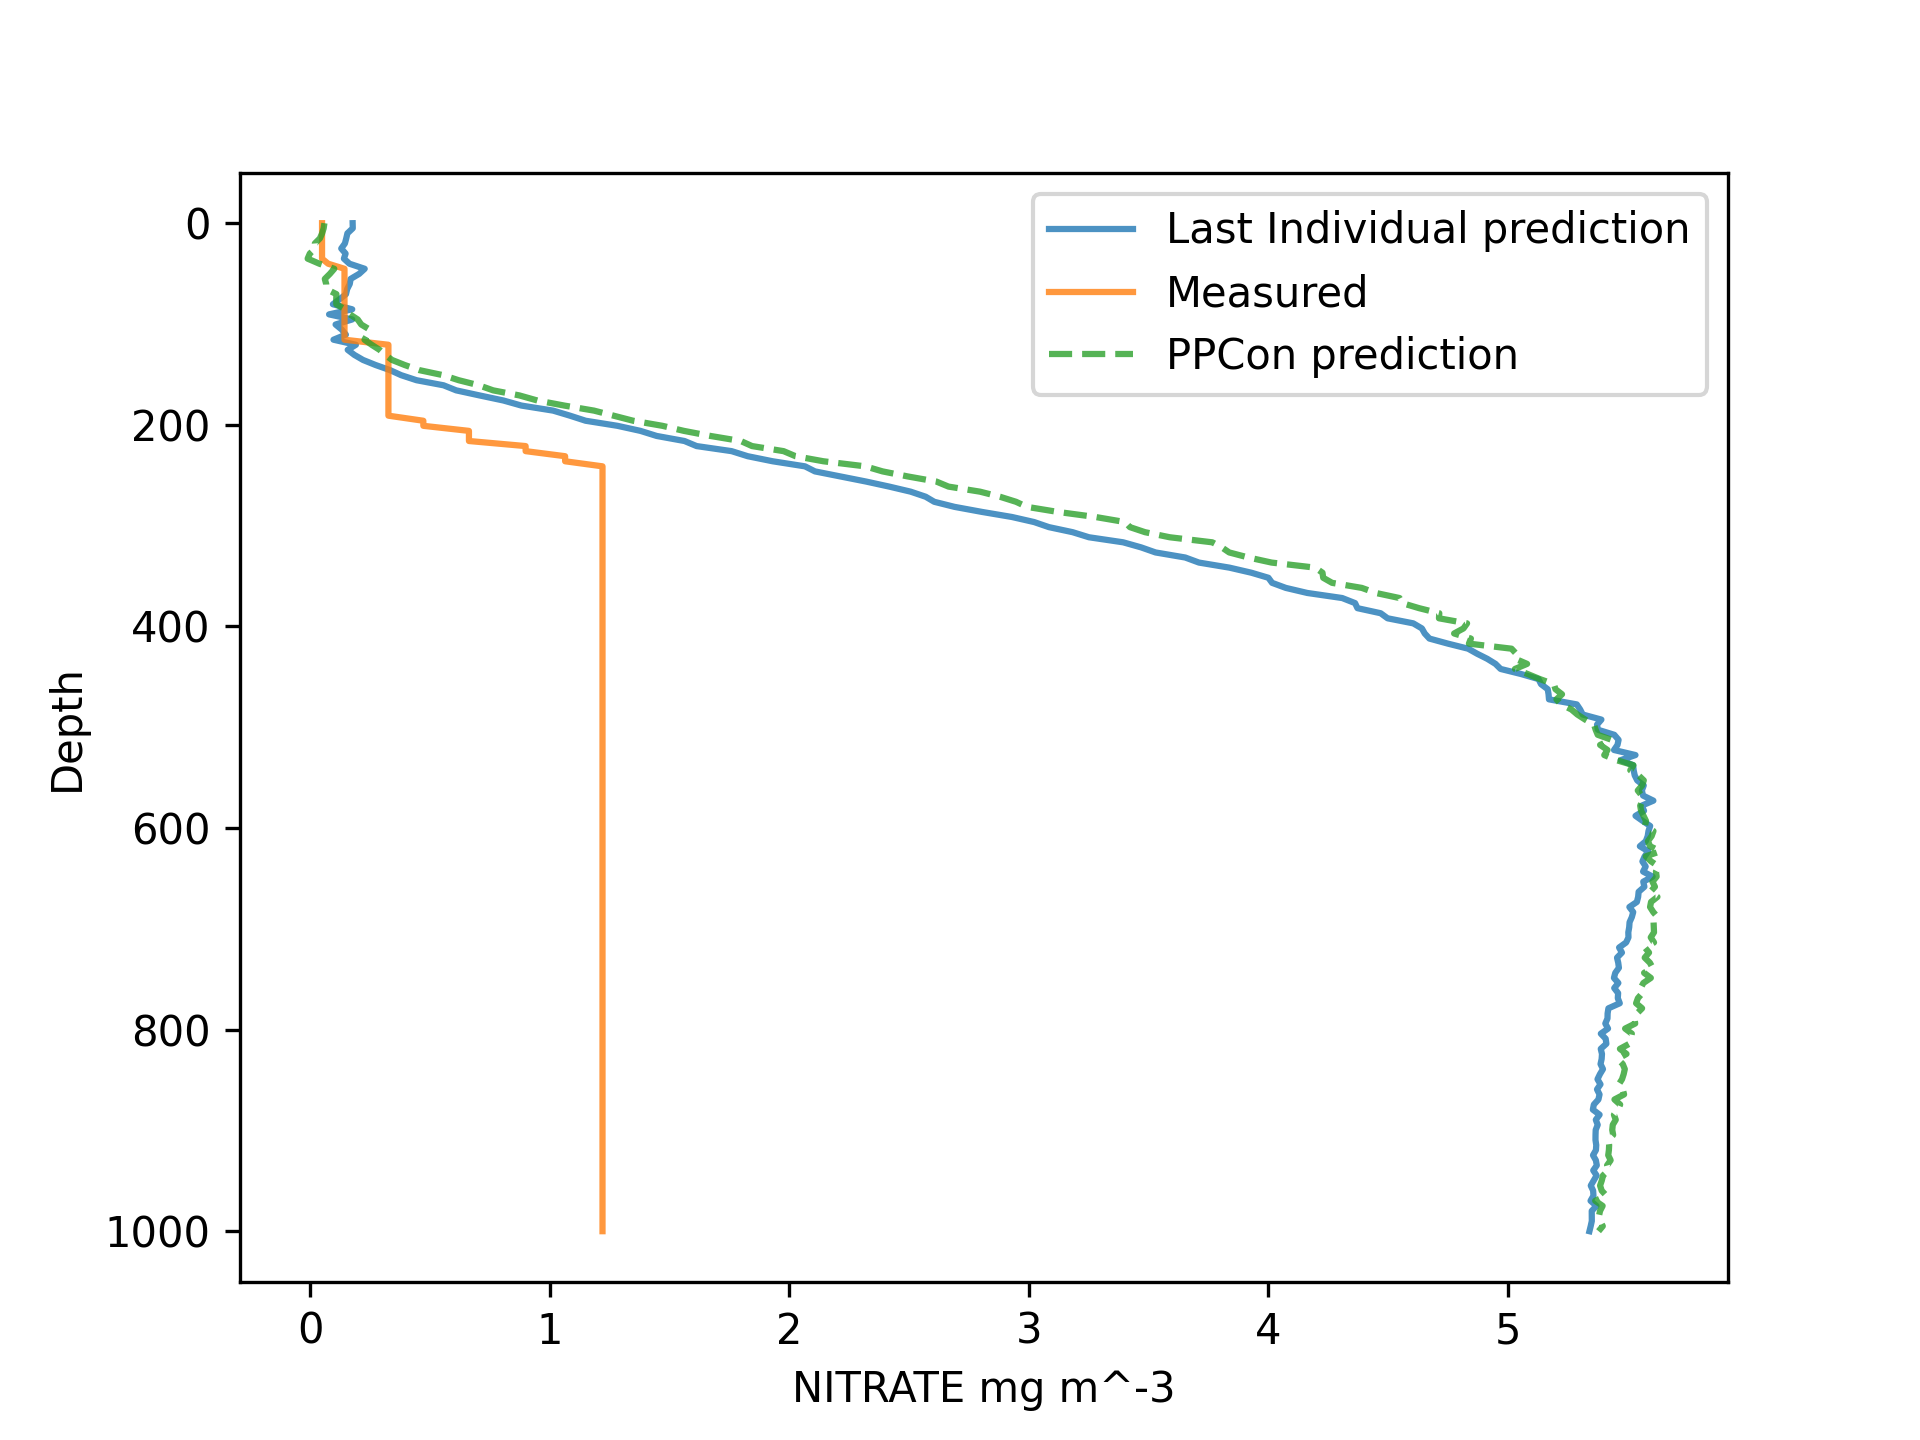 Last Individual prediction
Measured
PPCon prediction
0
200
400
600
800
1000
Depth
0 1 2 3 4 5
NITRATE mg m^-3